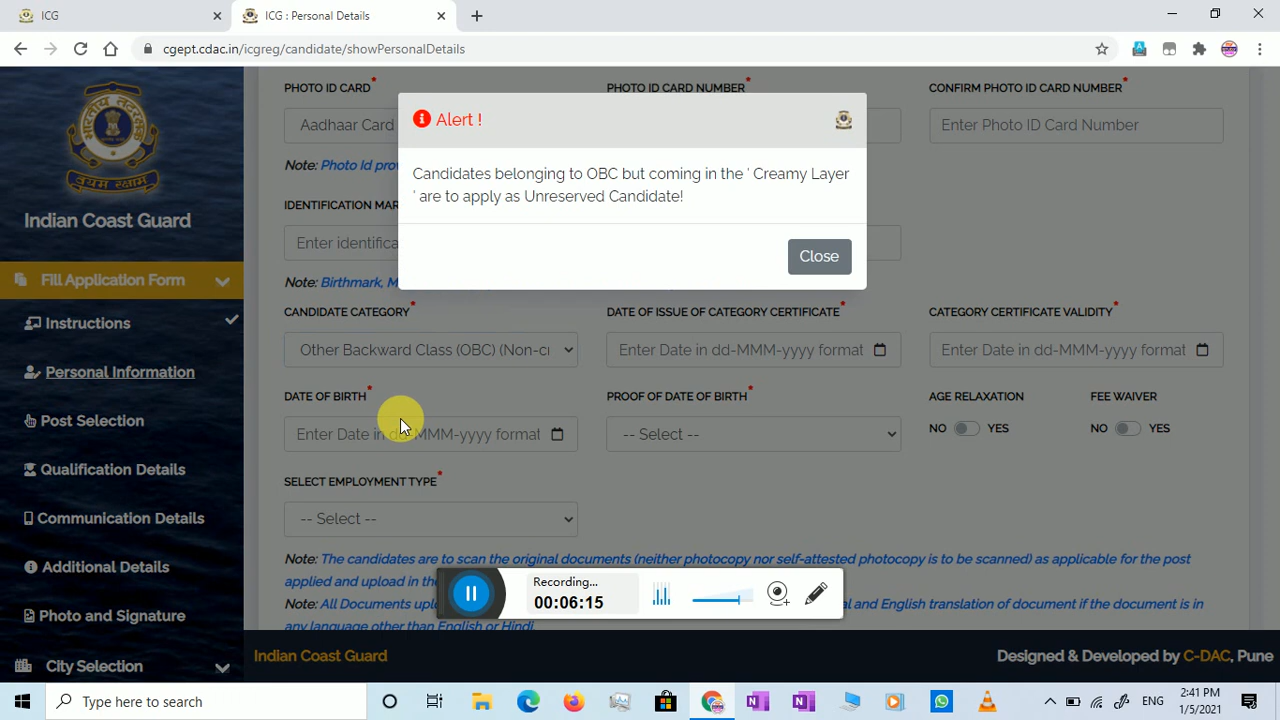 ICG
ICG : Personal Details
cgept.cdac.in/icgreg/candidate/showPersonalDetails
Indian Coast Guard
Fill Application Form
Instructions
Personal Information
Post Selection
Qualification Details
Communication Details
Additional Details
Photo and Signature
City Selection
PHOTO ID CARD*
PHOTO ID CARD NUMBER*
CONFIRM PHOTO ID CARD NUMBER*
Aadhaar Card
Enter Photo ID Card Number
Alert !
Candidates belonging to OBC but coming in the ' Creamy Layer
' are to apply as Unreserved Candidate!
Close
Note: Photo Id
IDENTIFICATION
Enter
Note: Birthmark,
CANDIDATE CATEGORY*
DATE OF ISSUE OF CATEGORY CERTIFICATE*
CATEGORY CERTIFICATE VALIDITY*
Other Backward Class (OBC)
Enter Date in dd-MMM-yyyy format
Enter Date in dd-MMM-yyyy format
DATE OF BIRTH*
PROOF OF DATE OF BIRTH*
AGE RELAXATION
FEE WAIVER
Enter Date in dd-MMM-yyyy format
-- Select --
NO YES
NO YES
SELECT EMPLOYMENT TYPE*
-- Select --
Note: The candidates are to scan the original documents (neither photocopy nor self-attested photocopy is to be scanned) as applicable for the post
applied and upload in
Note: All Documents and English translation of document if the document is in
any language other than English or Hindi.
Recording...
00:06:15
Indian Coast Guard
Designed & Developed by C-DAC, Pune
Type here to search
ENG
2:41 PM
1/5/2021